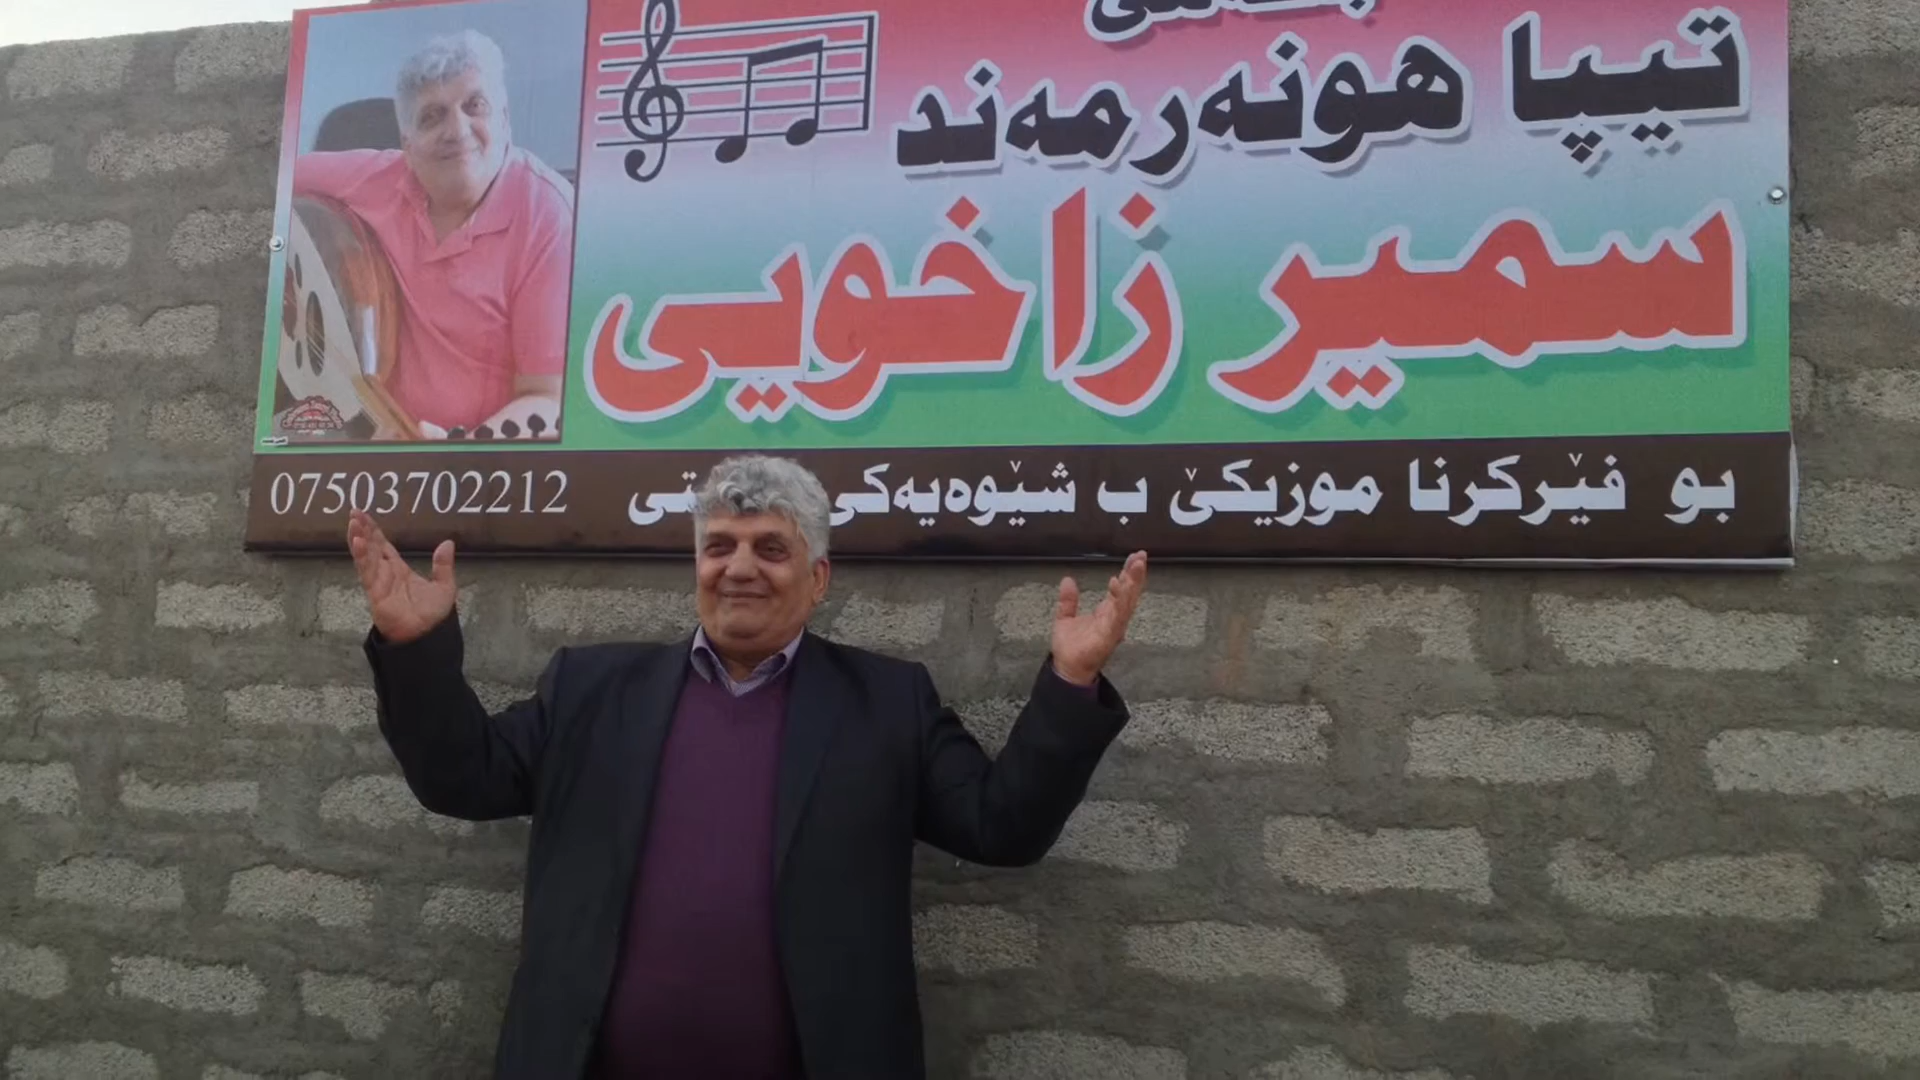 تیپا هونەرمەند
سمیر زاخویی
07503702212
بو فێرکرنا موزیکێ ب شێوەیەکی